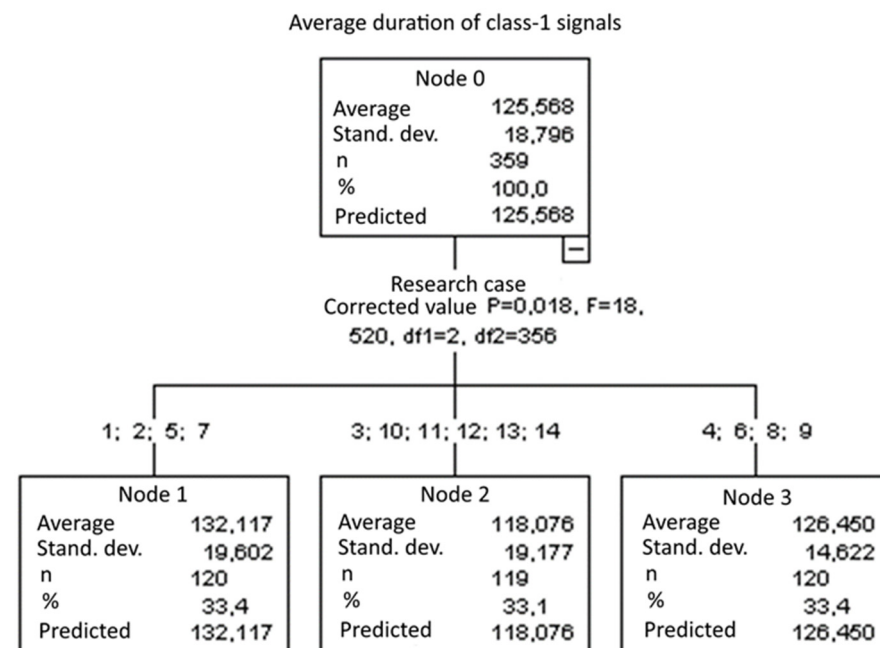 Average duration of class-1 signals
Node 0
Average 125,568
Stand. dev. 18,796
n 359
% 100,0
Predicted 125,568
Research case
Corrected value P=0,018, F=18,
520, df1=2, df2=356
1; 2; 5; 7
3; 10; 11; 12; 13; 14
4; 6; 8; 9
Node 1
Average 132,117
Stand. dev. 19,602
n 120
% 33,4
Predicted 132,117
Node 2
Average 118,076
Stand. dev. 19,177
n 119
% 33,1
Predicted 118,076
Node 3
Average 126,450
Stand. dev. 14,622
n 120
% 33,4
Predicted 126,450